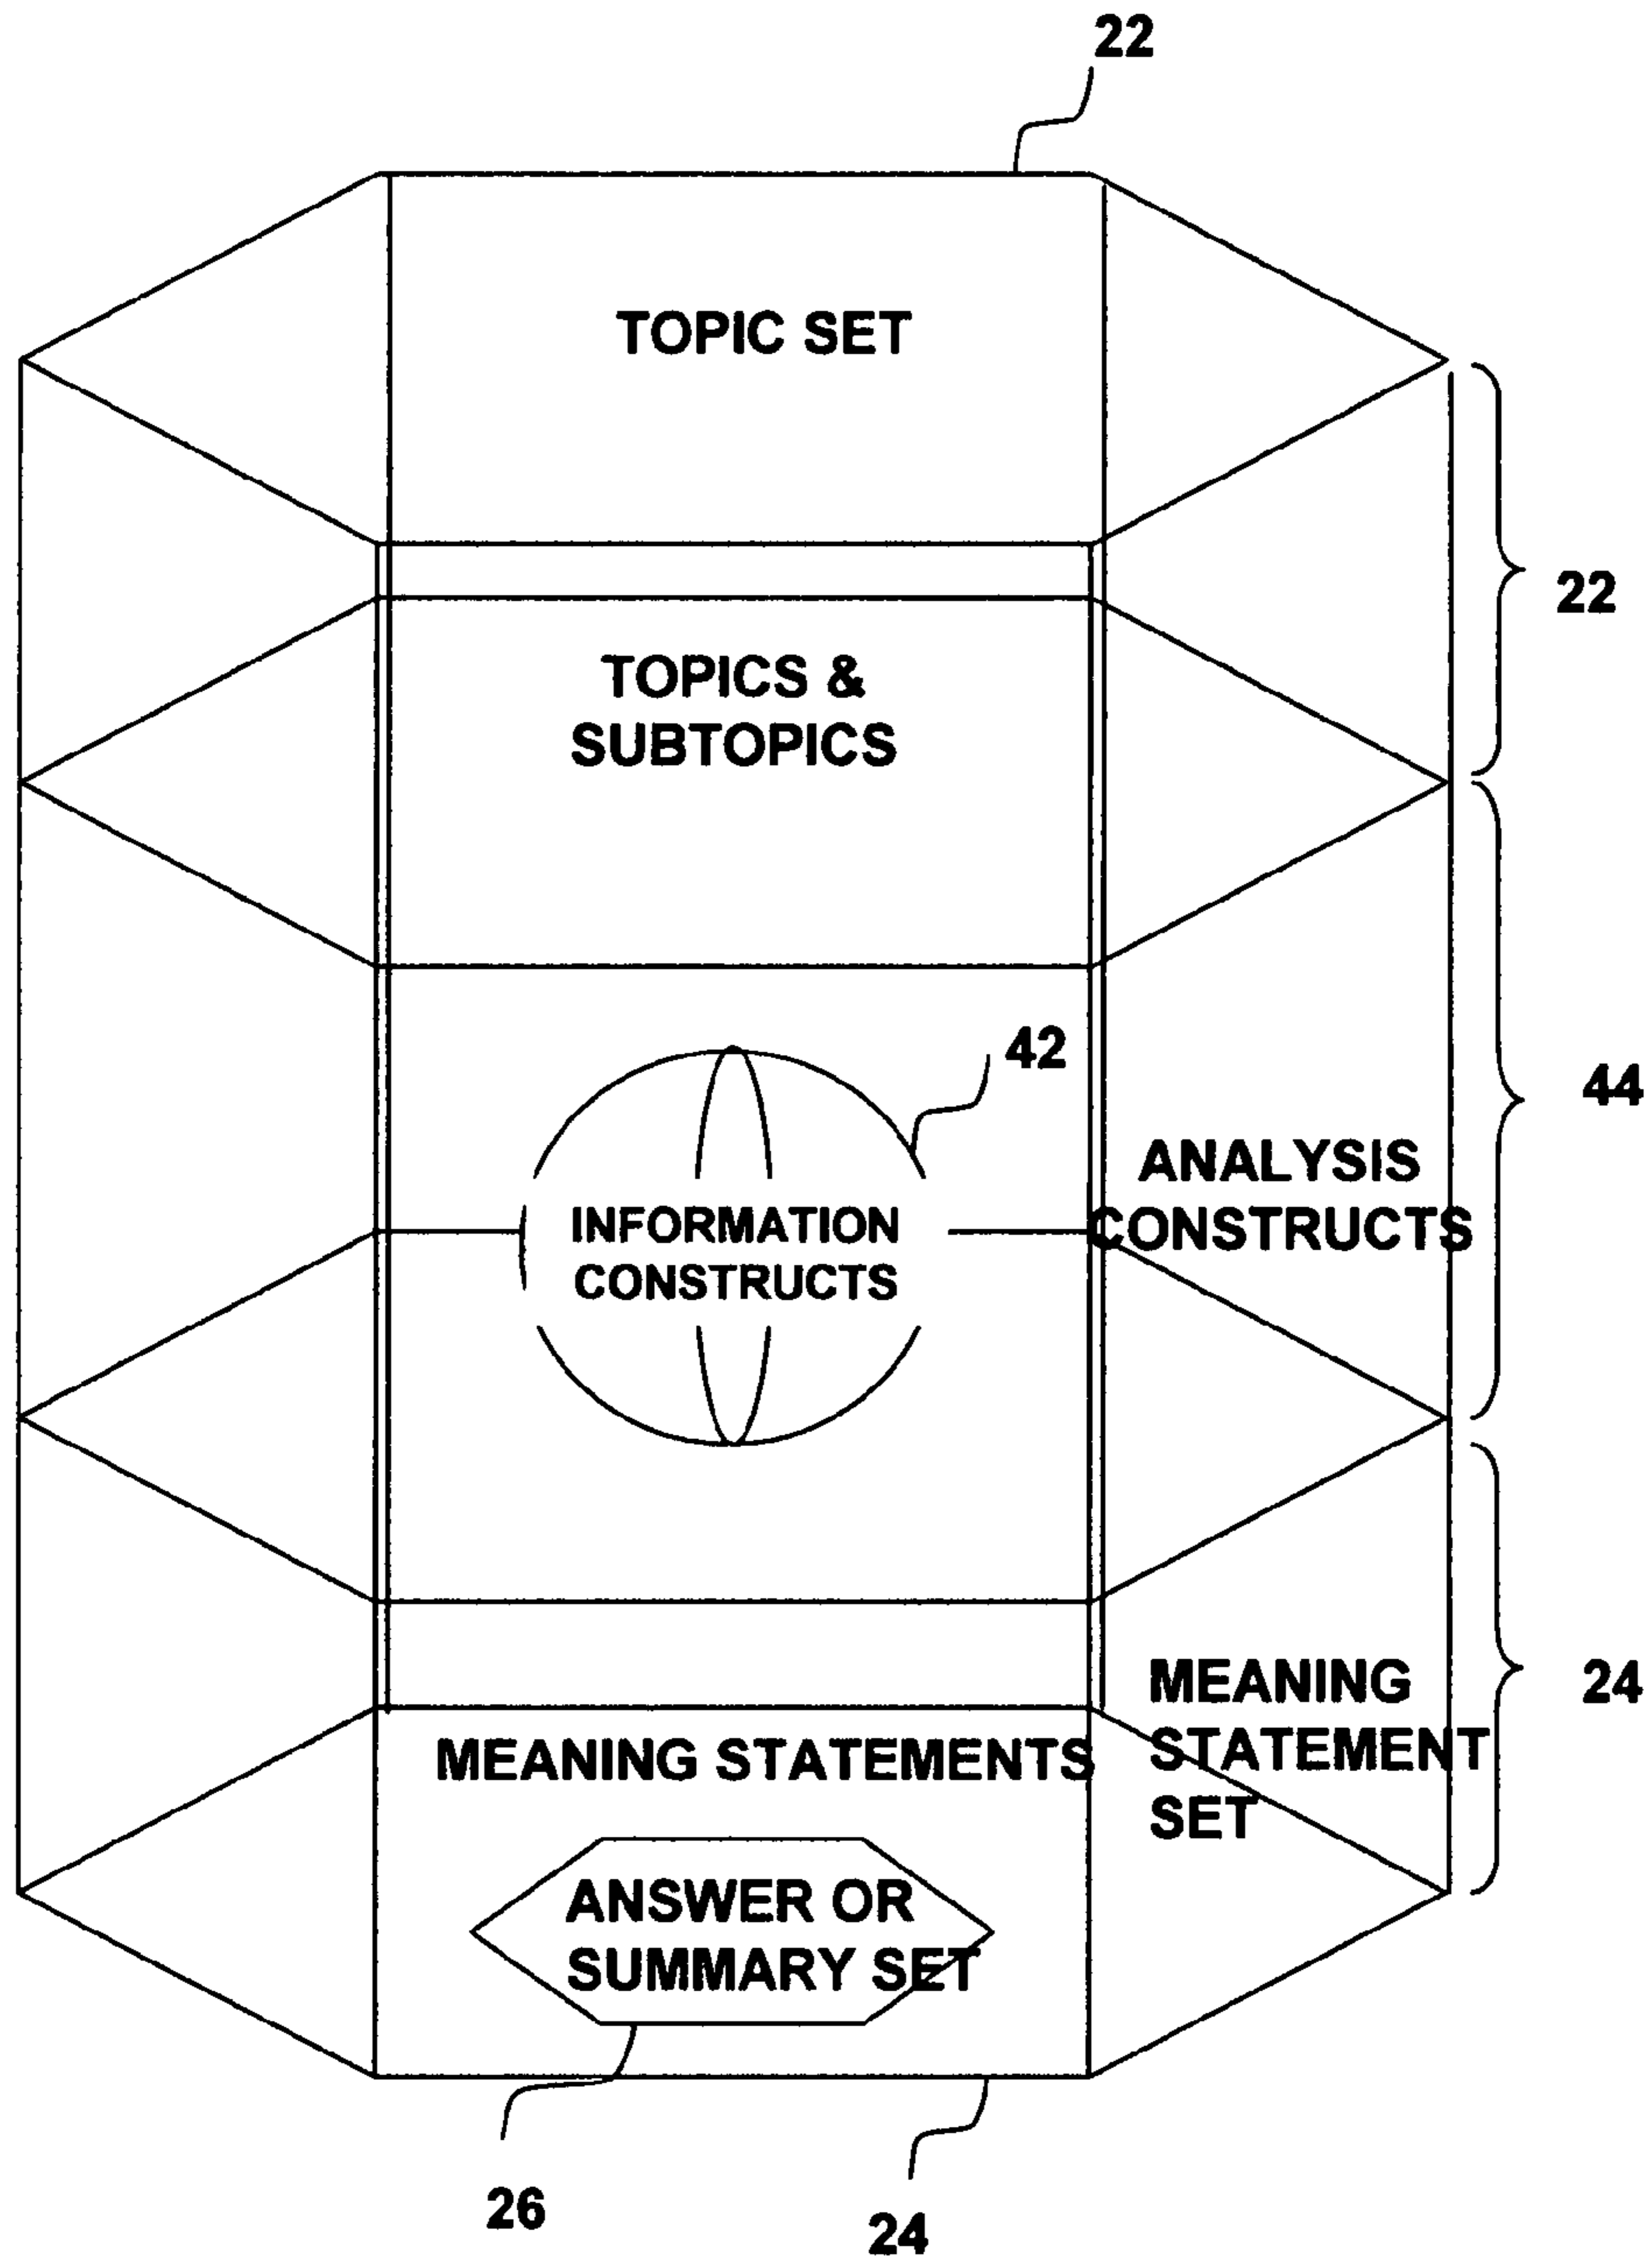 22
TOPIC SET
22
TOPICS &
SUBTOPICS
42
44
ANALYSIS
CONSTRUCTS
INFORMATION
CONSTRUCTS
24
MEANING
STATEMENT
SET
MEANING STATEMENTS
ANSWER OR
SUMMARY SET
26
24